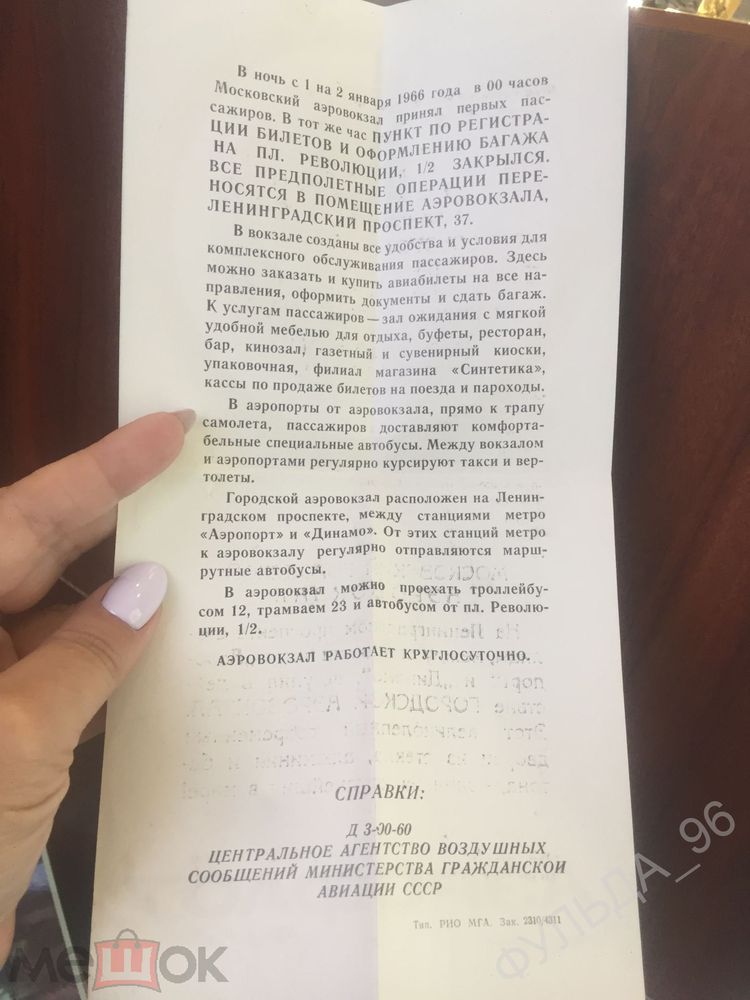 В ночь с 1 на 2 января 1966 года в 00 часов
Московский аэровокзал принял первых пас-
сажиров. В тот же час ПУНКТ ПО РЕГИСТРА-
ЦИИ БИЛЕТОВ И ОФОРМЛЕНИЮ БАГАЖА
НА ПЛ. РЕВОЛЮЦИИ, 1/2 ЗАКРЫЛСЯ.
ВСЕ ПРЕДПОЛЕТНЫЕ ОПЕРАЦИИ ПЕРЕ-
НОСЯТСЯ В ПОМЕЩЕНИЕ АЭРОВОКЗАЛА,
ЛЕНИНГРАДСКИЙ ПРОСПЕКТ, 37.
В вокзале созданы все удобства и условия для
комплексного обслуживания пассажиров. Здесь
можно заказать и купить авиабилеты на все на-
правления, оформить документы и сдать багаж.
К услугам пассажиров — зал ожидания с мягкой
удобной мебелью для отдыха, буфеты, ресторан,
бар, кинозал, газетный и сувенирный киоски,
упаковочная, филиал магазина «Синтетика»,
кассы по продаже билетов на поезда и пароходы.
В аэропорты от аэровокзала, прямо к трапу
самолета, пассажиров доставляют комфорта-
бельные специальные автобусы. Между вокзалом
и аэропортами регулярно курсируют такси и вер-
толеты.
Городской аэровокзал расположен на Ленин-
градском проспекте, между станциями метро
«Аэропорт» и «Динамо». От этих станций метро
к аэровокзалу регулярно отправляются марш-
рутные автобусы.
В аэровокзал можно проехать троллейбу-
сом 12, трамваем 23 и автобусом от пл. Револю-
ции, 1/2.
АЭРОВОКЗАЛ РАБОТАЕТ КРУГЛОСУТОЧНО.
СПРАВКИ:
Д 3-00-60
ЦЕНТРАЛЬНОЕ АГЕНТСТВО ВОЗДУШНЫХ
СООБЩЕНИЙ МИНИСТЕРСТВА ГРАЖДАНСКОЙ
АВИАЦИИ СССР
Тип. РИО МГА. Зак. 2310/4311
мешок
ФУЛЬДА_96